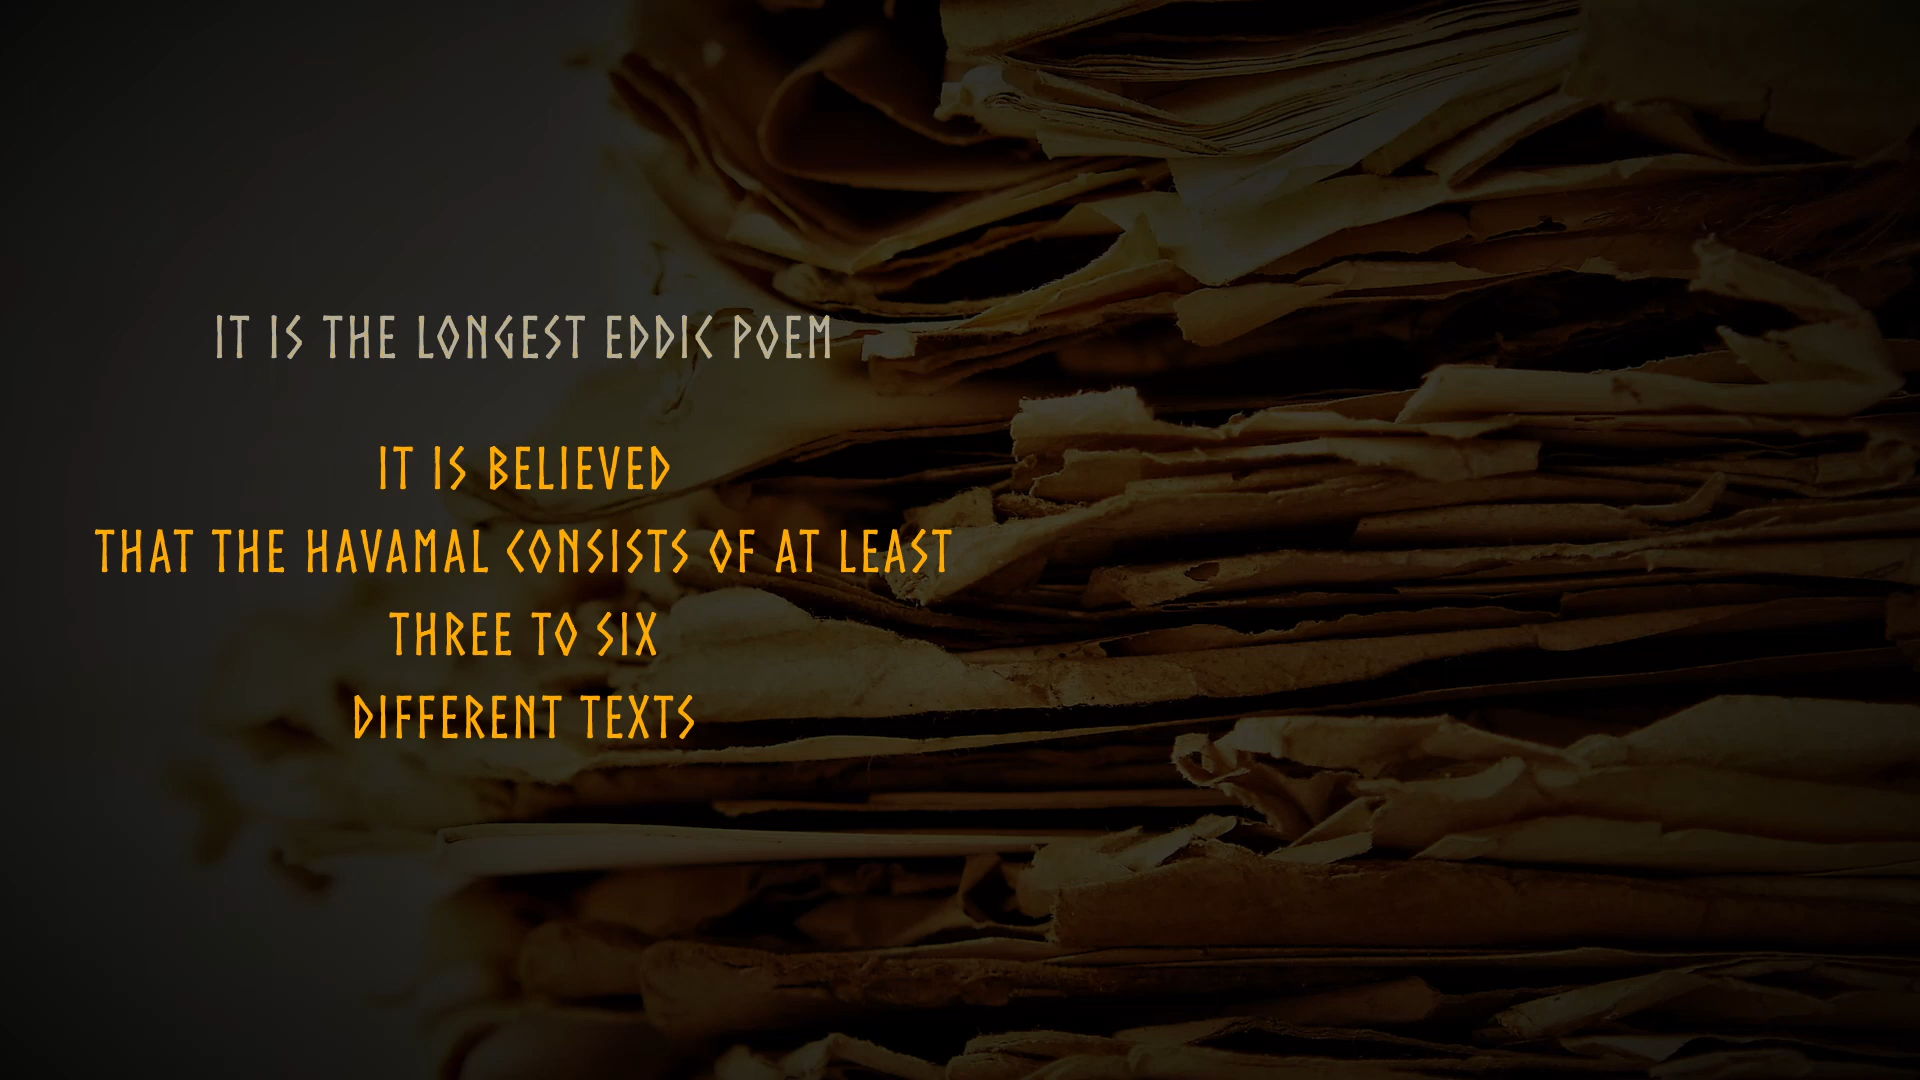 IT IS THE LONGEST EDDIC POEM
IT IS BELIEVED
THAT THE HAVAMAL CONSISTS OF AT LEAST
THREE TO SIX
DIFFERENT TEXTS